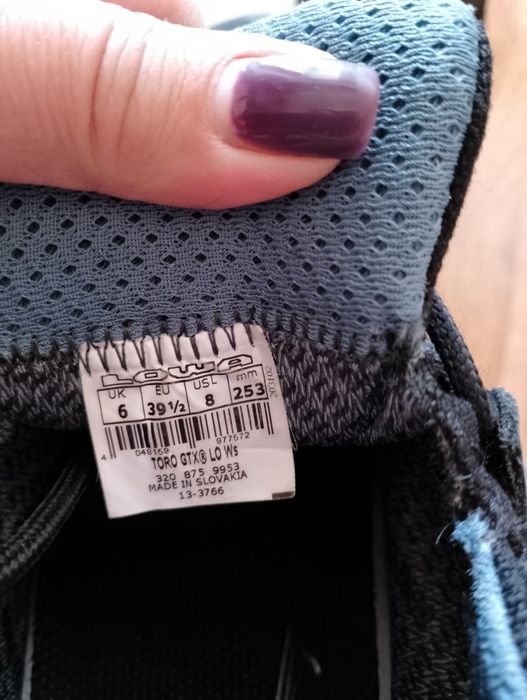 LOWA
UK EU USL mm
6 39½ 8 253
4 048169 977572
TORO GTX® LO Ws
320 875 9953
MADE IN SLOVAKIA
13-3766